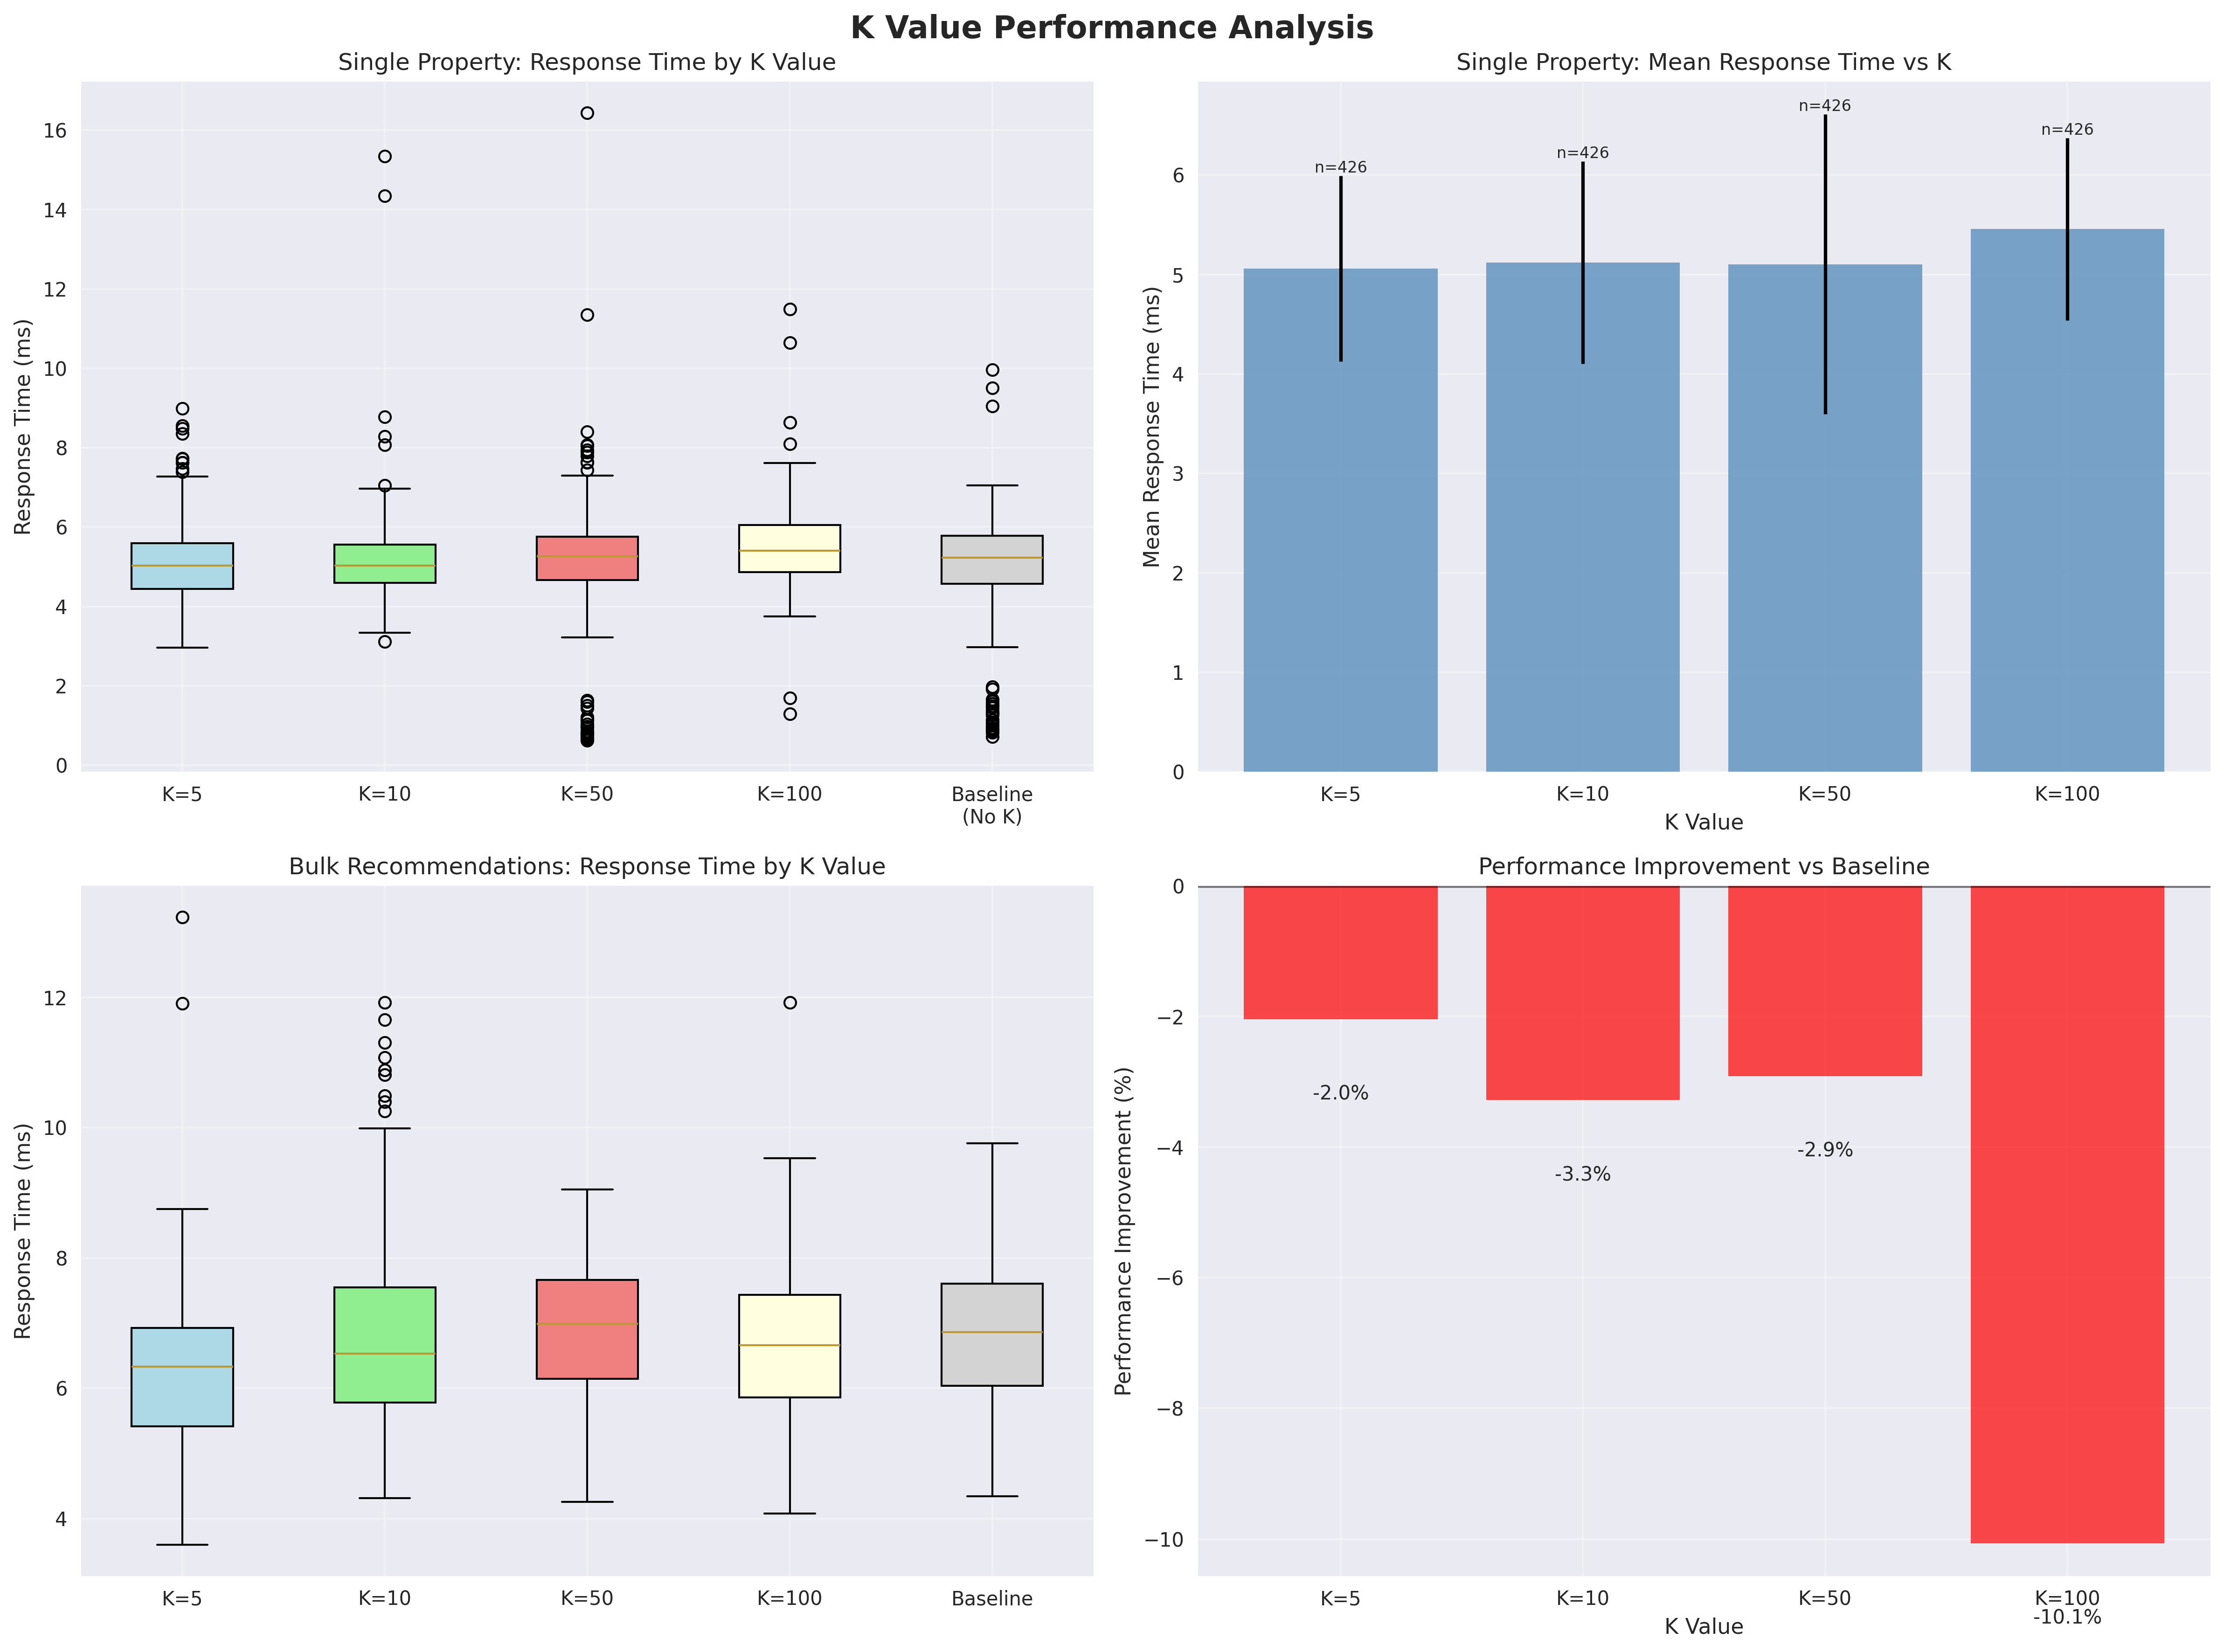 K Value Performance Analysis
Single Property: Response Time by K Value
Response Time (ms)
16
14
12
10
8
6
4
2
0
K=5 K=10 K=50 K=100 Baseline
(No K)
Single Property: Mean Response Time vs K
Mean Response Time (ms)
n=426 n=426 n=426 n=426
6
5
4
3
2
1
0
K=5 K=10 K=50 K=100
K Value
Bulk Recommendations: Response Time by K Value
Response Time (ms)
12
10
8
6
4
K=5 K=10 K=50 K=100 Baseline
Performance Improvement vs Baseline
Performance Improvement (%)
0
−2
−4
−6
−8
−10
-2.0%
-3.3%
-2.9%
K=5 K=10 K=50 K=100
-10.1%
K Value